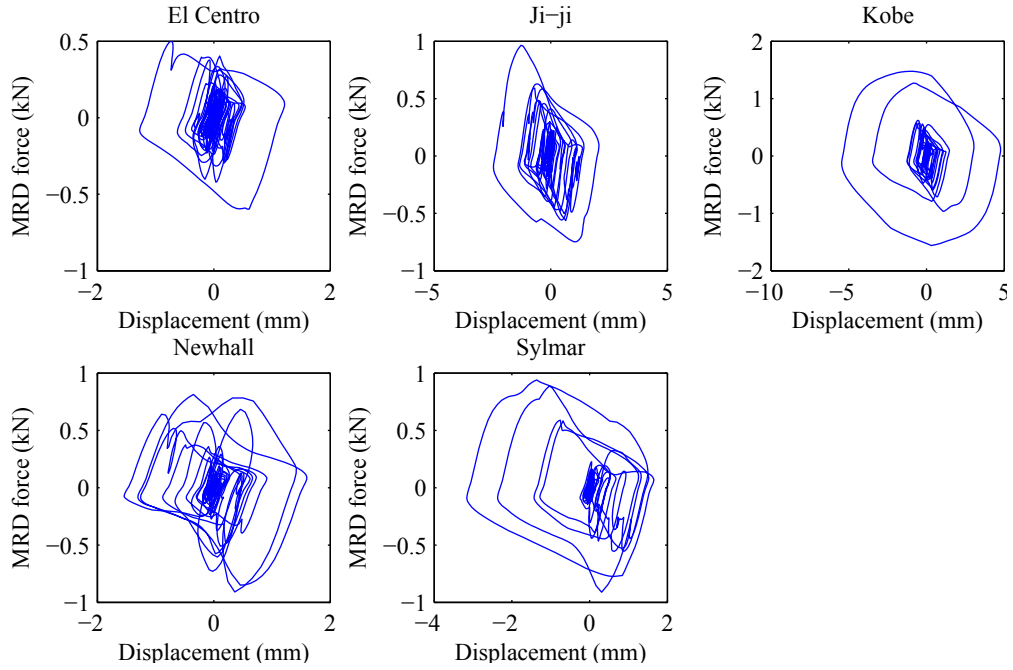 El Centro
MRD force (kN)
0.5
0
−0.5
−1
−2
0
2
Displacement (mm)
Ji−ji
MRD force (kN)
1
0.5
0
−0.5
−1
−5
0
5
Displacement (mm)
Kobe
MRD force (kN)
2
1
0
−1
−2
−10
−5
0
5
Displacement (mm)
Newhall
MRD force (kN)
1
0.5
0
−0.5
−1
−2
0
2
Displacement (mm)
Sylmar
MRD force (kN)
1
0.5
0
−0.5
−1
−4
−2
0
2
Displacement (mm)